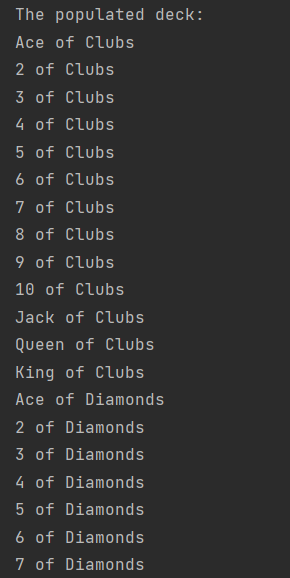 The populated deck:
Ace of Clubs
2 of Clubs
3 of Clubs
4 of Clubs
5 of Clubs
6 of Clubs
7 of Clubs
8 of Clubs
9 of Clubs
10 of Clubs
Jack of Clubs
Queen of Clubs
King of Clubs
Ace of Diamonds
2 of Diamonds
3 of Diamonds
4 of Diamonds
5 of Diamonds
6 of Diamonds
7 of Diamonds